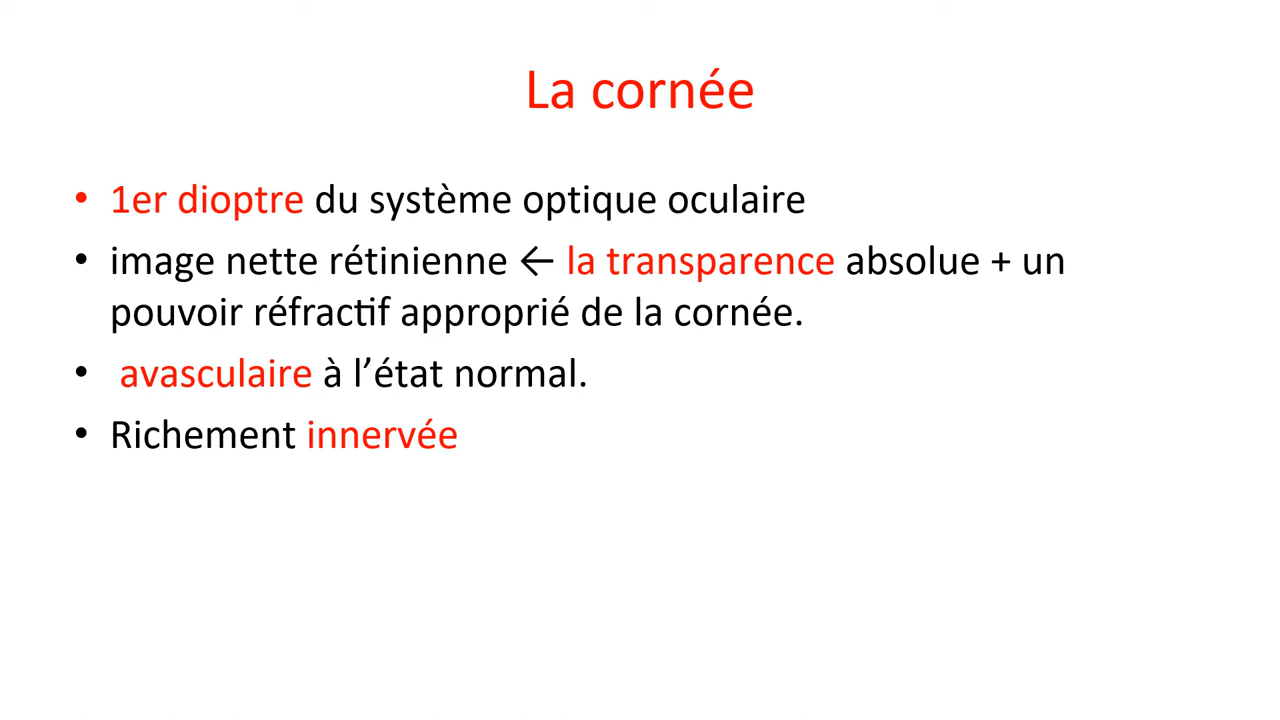 La cornée
• 1er dioptre du système optique oculaire
• image nette rétinienne ← la transparence absolue + un
pouvoir réfractif approprié de la cornée.
• avasculaire à l’état normal.
• Richement innervée